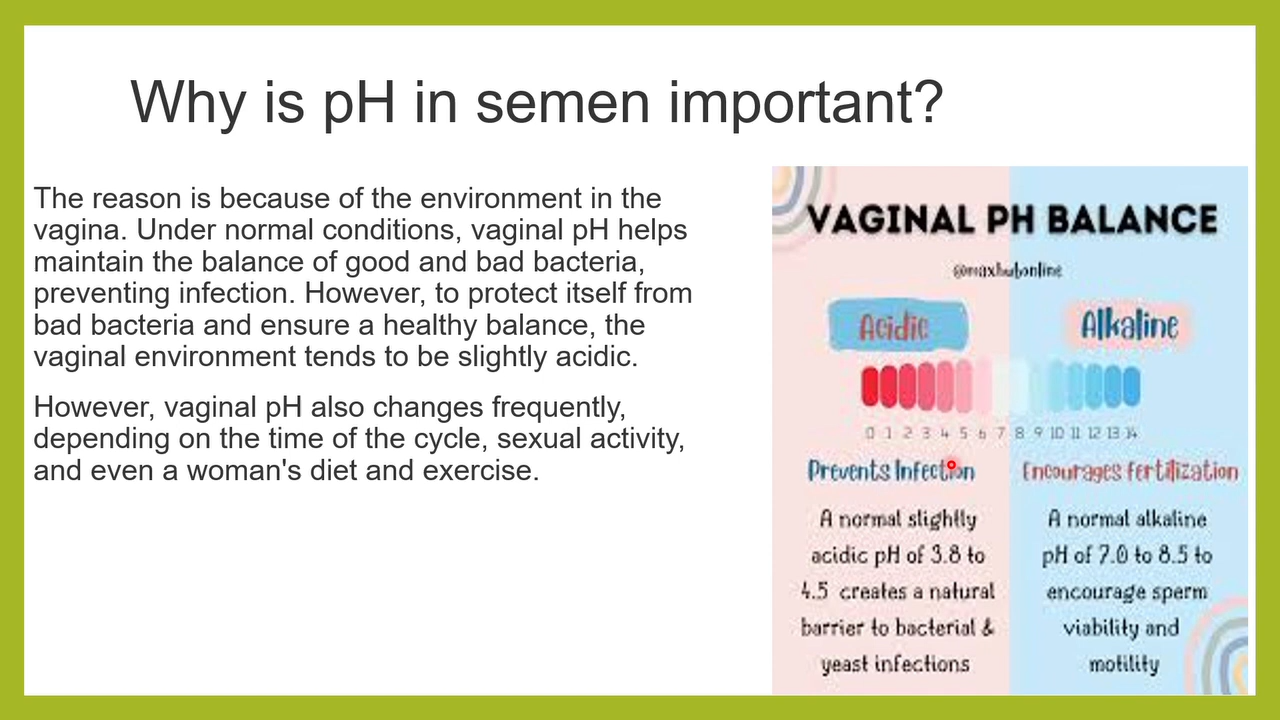 Why is pH in semen important?
The reason is because of the environment in the
vagina. Under normal conditions, vaginal pH helps
maintain the balance of good and bad bacteria,
preventing infection. However, to protect itself from
bad bacteria and ensure a healthy balance, the
vaginal environment tends to be slightly acidic.
However, vaginal pH also changes frequently,
depending on the time of the cycle, sexual activity,
and even a woman's diet and exercise.
VAGINAL PH BALANCE
@maxhubonline
Acidic
Alkaline
0 1 2 3 4 5 6 7 8 9 10 11 12 13 14
Prevents Infection
A normal slightly
acidic pH of 3.8 to
4.5 creates a natural
barrier to bacterial &
yeast infections
Encourages fertilization
A normal alkaline
pH of 7.0 to 8.5 to
encourage sperm
viability and
motility